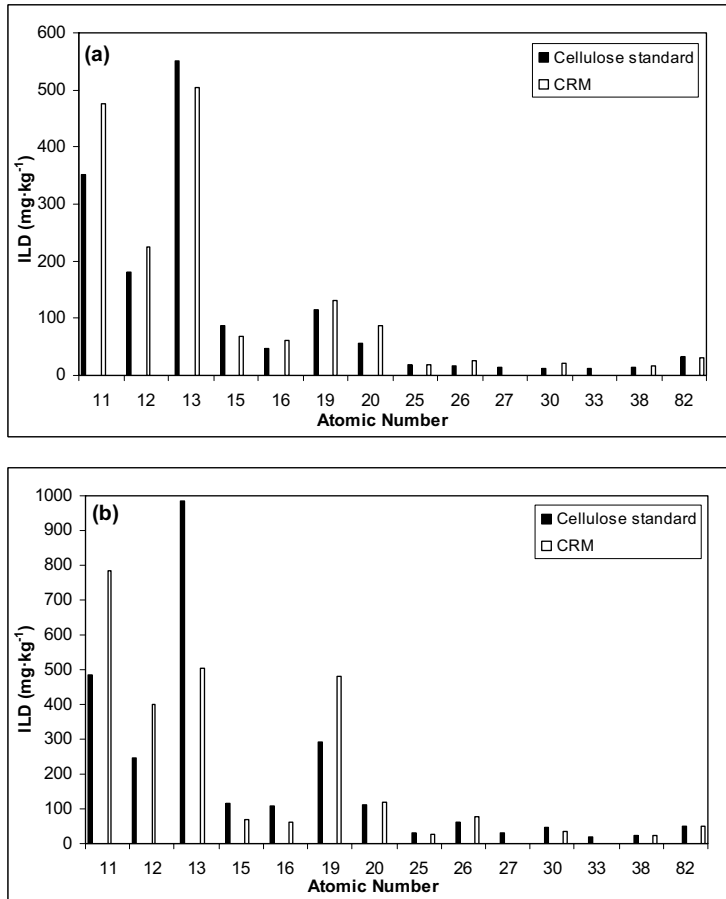 (a)
Cellulose standard
CRM
600
500
400
300
200
100
0
ILD (mg·kg⁻¹)
11 12 13 15 16 19 20 25 26 27 30 33 38 82
Atomic Number
(b)
Cellulose standard
CRM
1000
900
800
700
600
500
400
300
200
100
0
ILD (mg·kg⁻¹)
11 12 13 15 16 19 20 25 26 27 30 33 38 82
Atomic Number